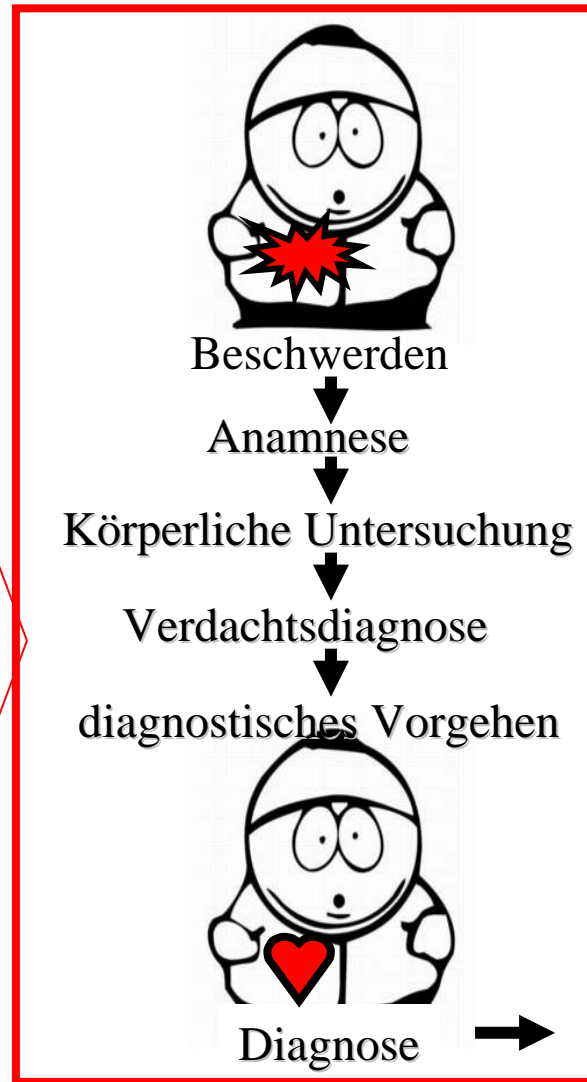 Beschwerden
Anamnese
Körperliche Untersuchung
Verdachtsdiagnose
diagnostisches Vorgehen
Diagnose